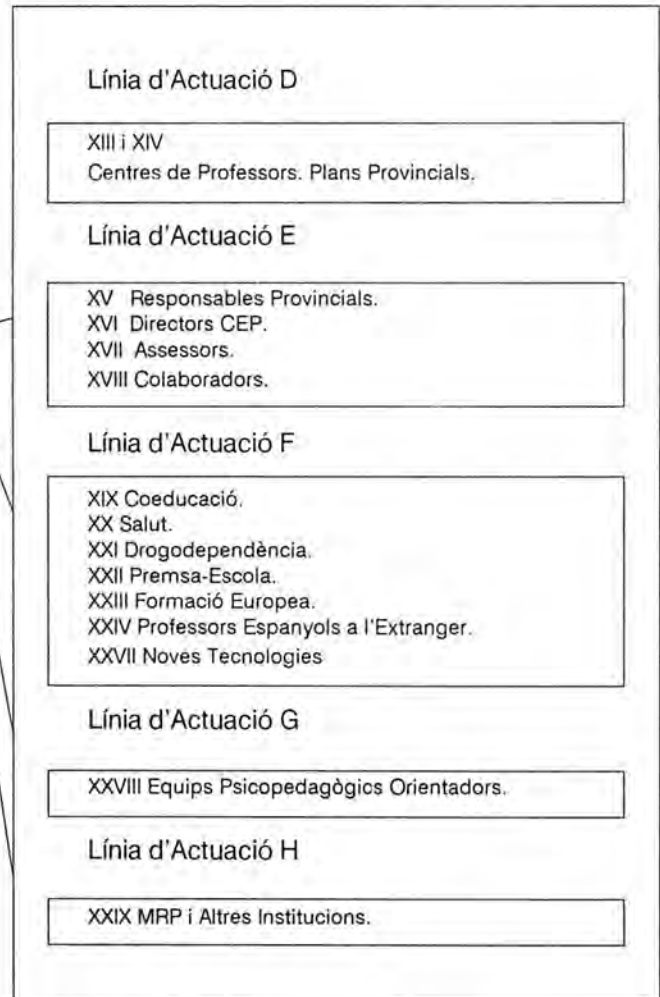 Línia d'Actuació D
XIII i XIV
Centres de Professors. Plans Provincials.
Línia d'Actuació E
XV Responsables Provincials.
XVI Directors CEP.
XVII Assessors.
XVIII Colaboradors.
Línia d'Actuació F
XIX Coeducació.
XX Salut.
XXI Drogodependència.
XXII Premsa-Escola.
XXIII Formació Europea.
XXIV Professors Espanyols a l'Extranger.
XXVII Noves Tecnologies
Línia d'Actuació G
XXVIII Equips Psicopedagògics Orientadors.
Línia d'Actuació H
XXIX MRP i Altres Institucions.